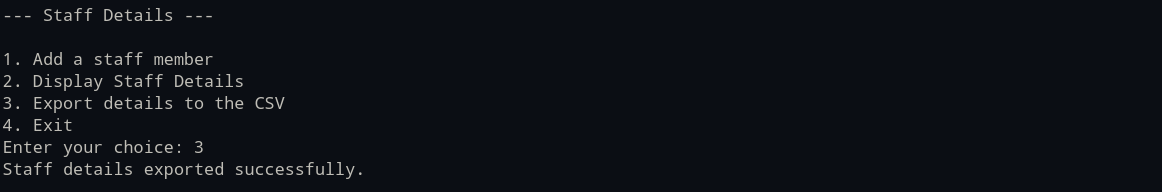 --- Staff Details ---
1. Add a staff member
2. Display Staff Details
3. Export details to the CSV
4. Exit
Enter your choice: 3
Staff details exported successfully.